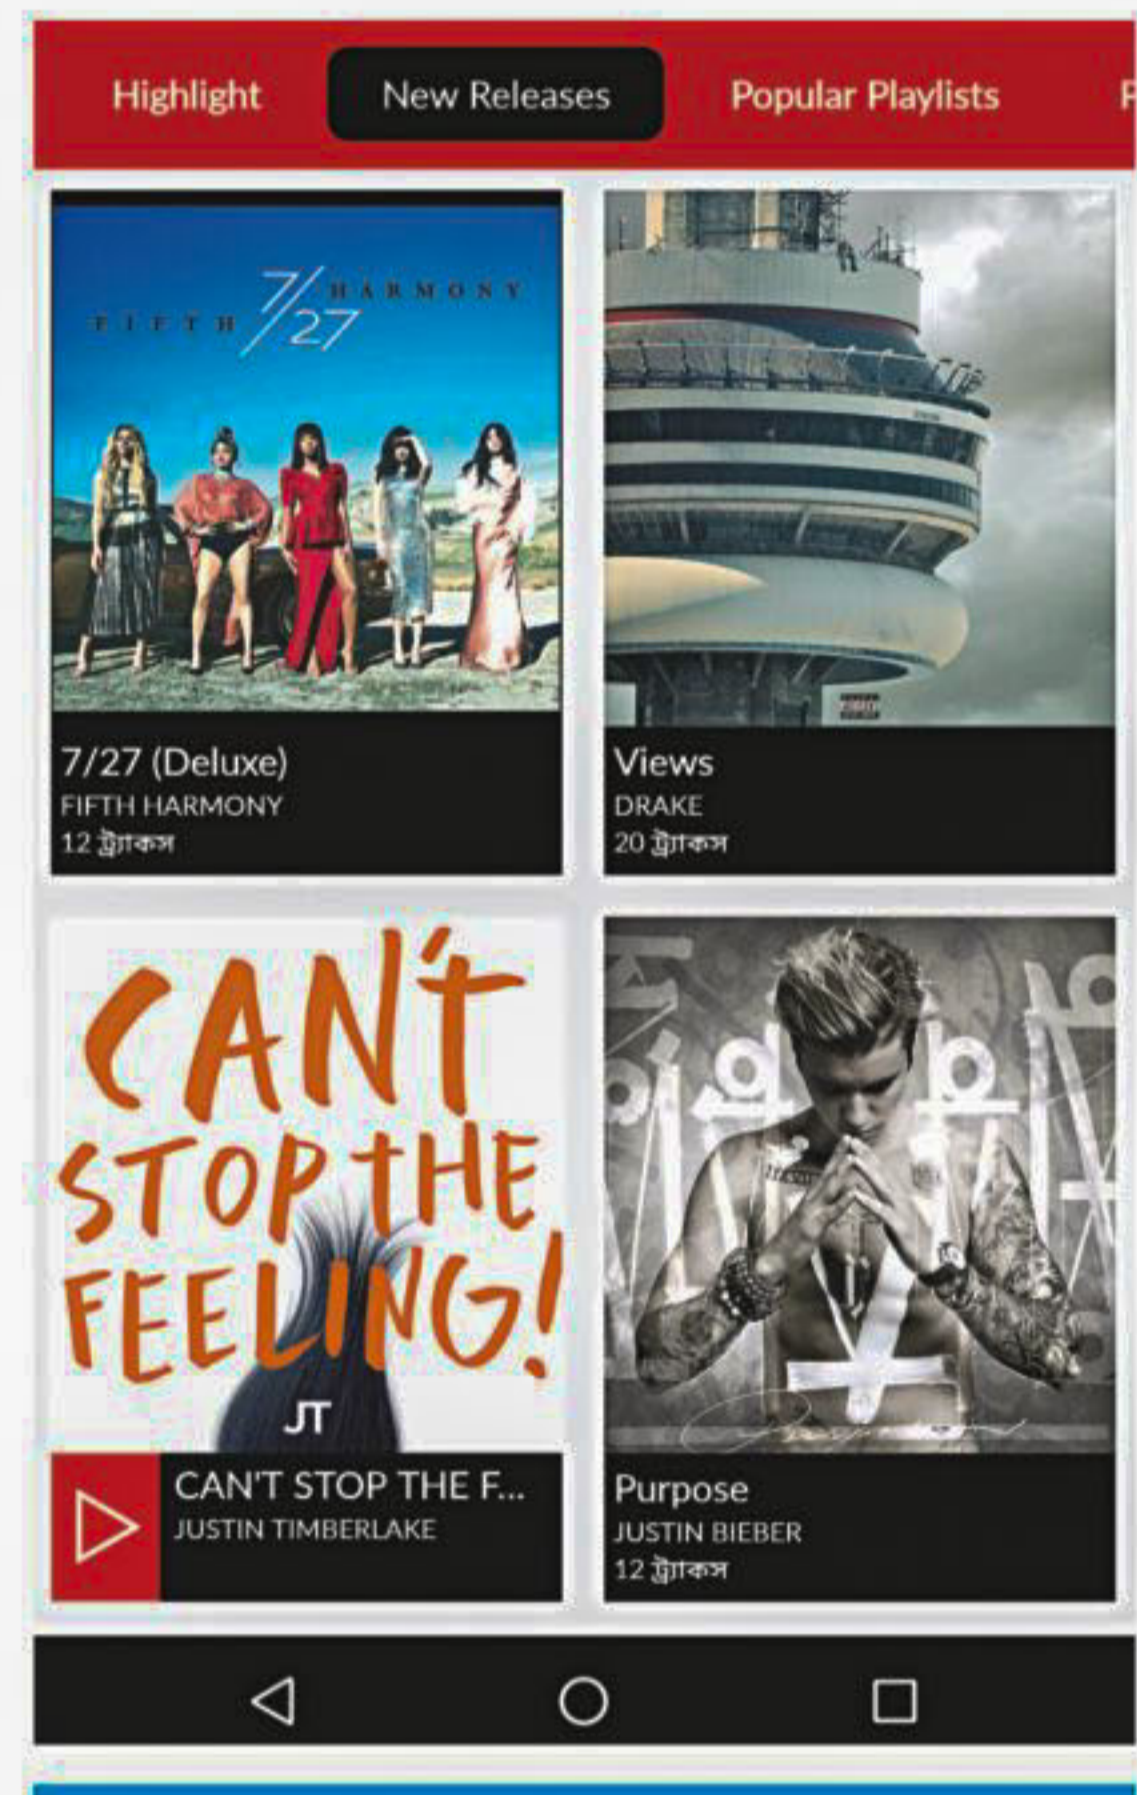 Highlight
New Releases
Popular Playlists
FIFTH 7/27 HARMONY
7/27 (Deluxe)
FIFTH HARMONY
12 ট্র্যাকস
Views
DRAKE
20 ট্র্যাকস
CAN'T
STOP THE
FEELING!
JT
CAN'T STOP THE F...
JUSTIN TIMBERLAKE
Purpose
JUSTIN BIEBER
12 ট্র্যাকস